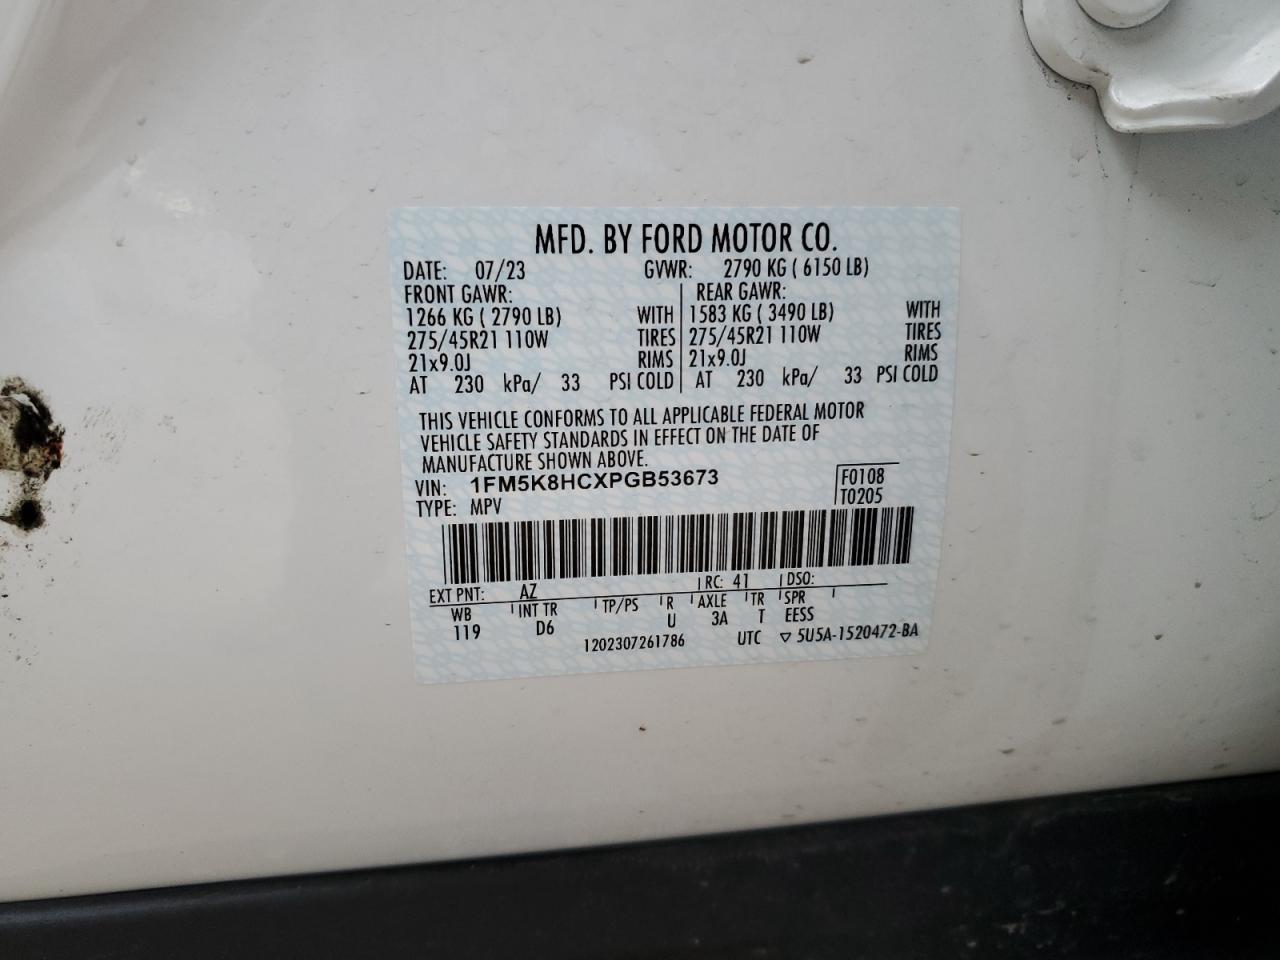 MFD. BY FORD MOTOR CO.
DATE: 07/23 GVWR: 2790 KG ( 6150 LB)
FRONT GAWR: REAR GAWR:
1266 KG ( 2790 LB) WITH 1583 KG ( 3490 LB) WITH
275/45R21 110W TIRES 275/45R21 110W TIRES
21x9.0J RIMS 21x9.0J RIMS
AT 230 kPa/ 33 PSI COLD AT 230 kPa/ 33 PSI COLD
THIS VEHICLE CONFORMS TO ALL APPLICABLE FEDERAL MOTOR
VEHICLE SAFETY STANDARDS IN EFFECT ON THE DATE OF
MANUFACTURE SHOWN ABOVE.
VIN: 1FM5K8HCXPGB53673 F0108
TYPE: MPV T0205
EXT PNT: AZ RC: 41 DSO:
WB INT TR TP/PS R AXLE TR SPR
119 D6 U 3A T EESS
1202307261786 UTC ▽ 5U5A-1520472-BA